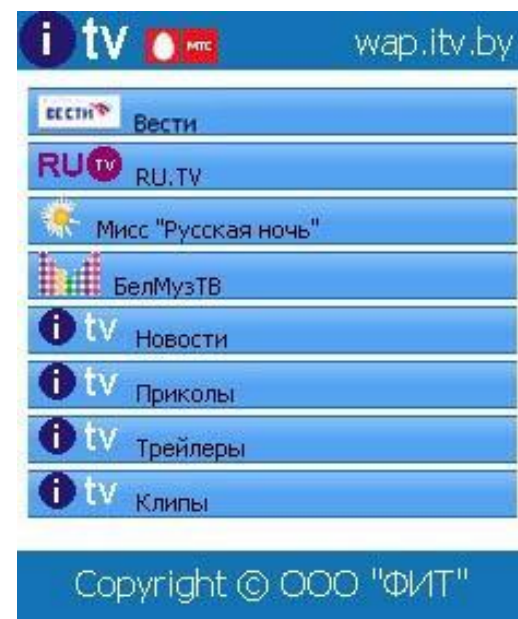 i tv МТС wap.itv.by
ВЕСТИ Вести
RU TV RU.TV
Мисс "Русская ночь"
БелМузТВ
i tv Новости
i tv Приколы
i tv Трейлеры
i tv Клипы
Copyright © ООО "ФИТ"